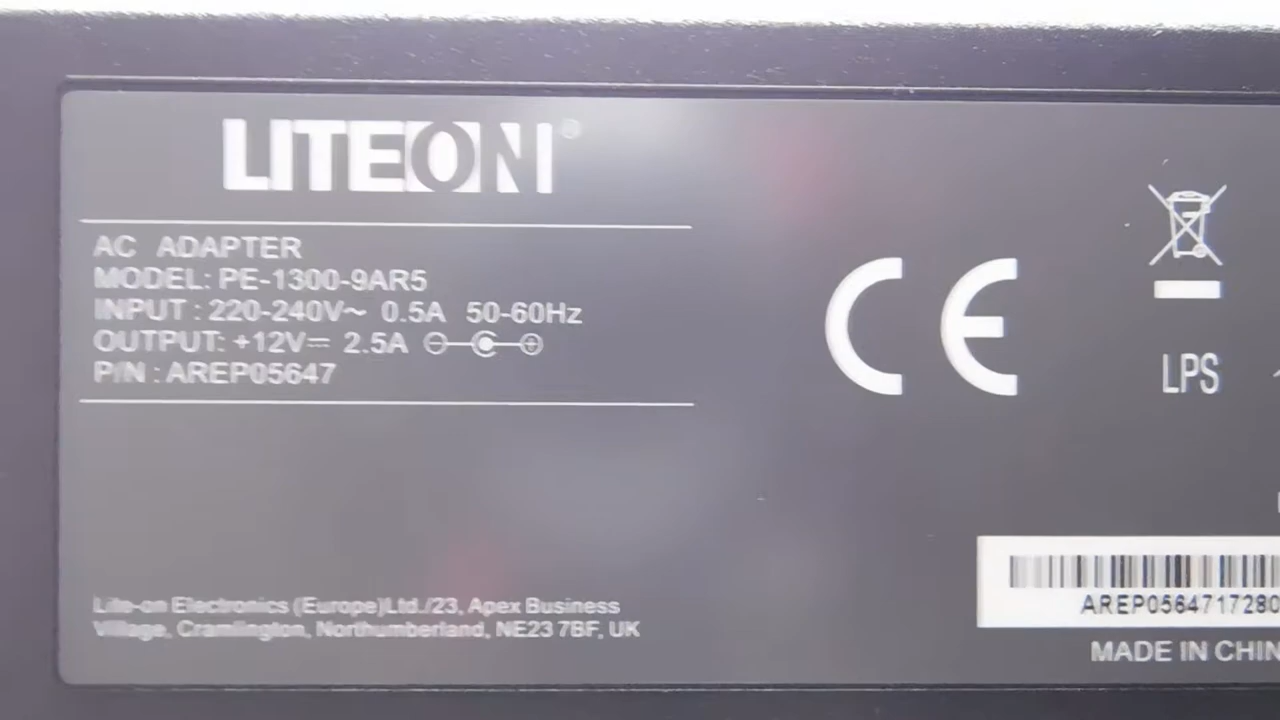 LITEON®
AC ADAPTER
MODEL: PE-1300-9AR5
INPUT : 220-240V~ 0.5A 50-60Hz
OUTPUT: +12V⎓ 2.5A
P/N : AREP05647
Lite-on Electronics (Europe)Ltd./23, Apex Business
Village, Cramlington, Northumberland, NE23 7BF, UK
CE
LPS
AREP0564717280
MADE IN CHIN